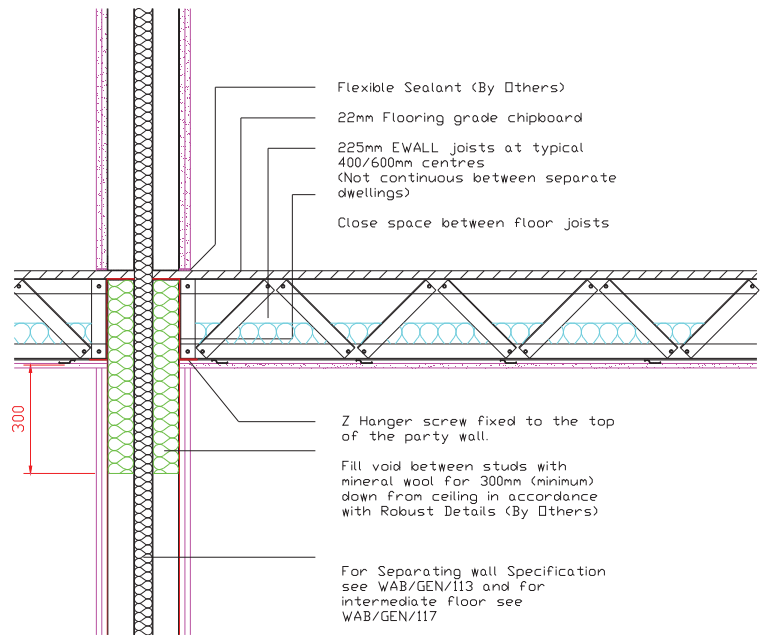 Flexible Sealant (By Others)
22mm Flooring grade chipboard
225mm EWALL joists at typical
400/600mm centres
(Not continuous between separate
dwellings)
Close space between floor joists
300
Z Hanger screw fixed to the top
of the party wall.
Fill void between studs with
mineral wool for 300mm (minimum)
down from ceiling in accordance
with Robust Details (By Others)
For Separating wall Specification
see WAB/GEN/113 and for
intermediate floor see
WAB/GEN/117